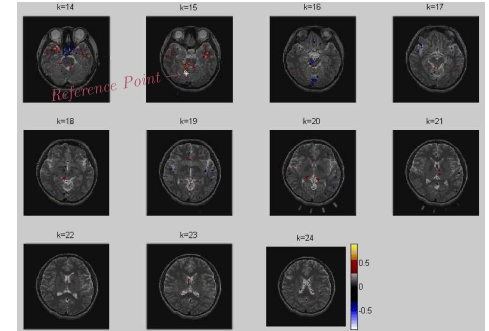 k=14
k=15
k=16
k=17
Reference Point
k=18
k=19
k=20
k=21
k=22
k=23
k=24
0.5
0
-0.5